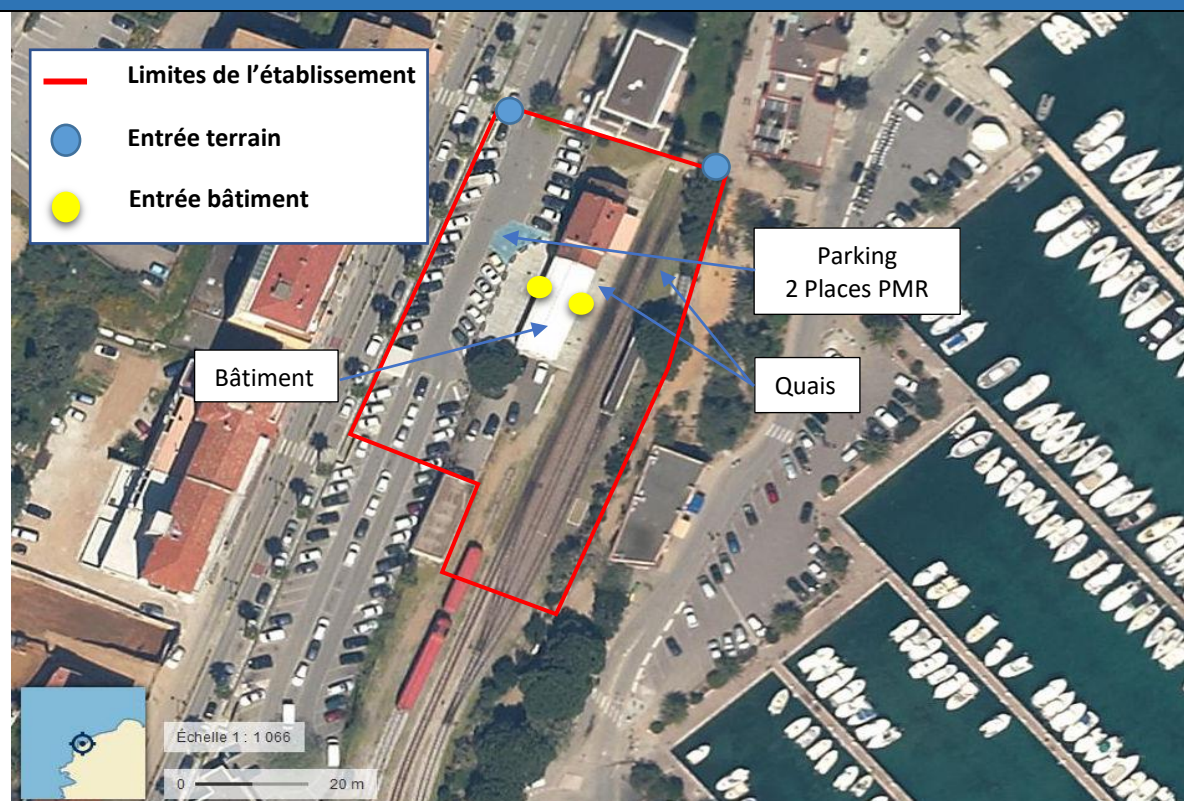 Limites de l’établissement
Entrée terrain
Entrée bâtiment
Parking
2 Places PMR
Bâtiment
Quais
Échelle 1 : 1 066
0
20 m